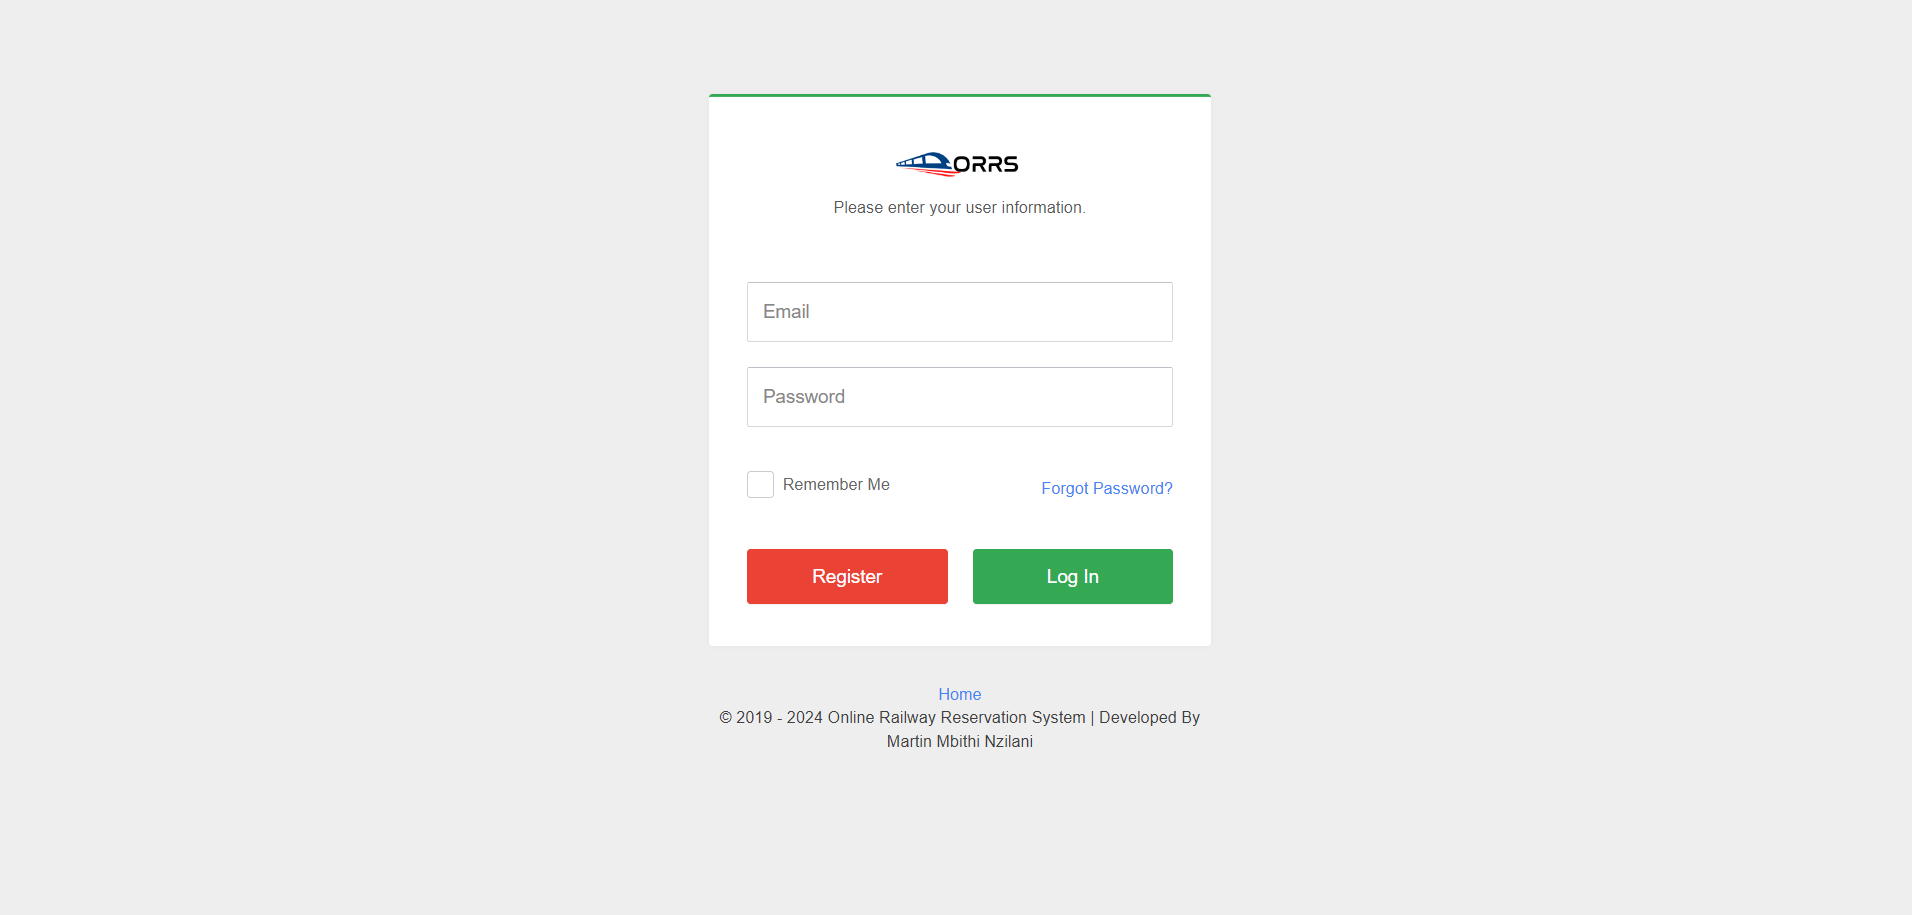 ORRS
Please enter your user information.
Email
Password
Remember Me
Forgot Password?
Register
Log In
Home
© 2019 - 2024 Online Railway Reservation System | Developed By
Martin Mbithi Nzilani